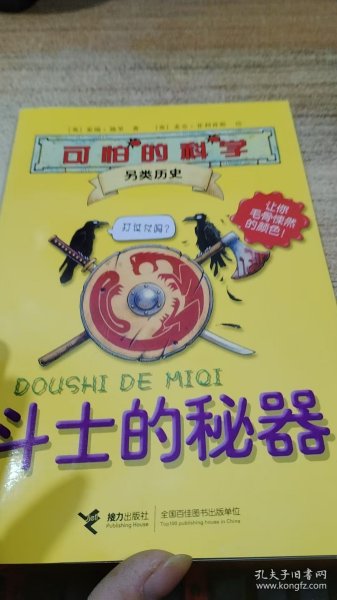 可怕的科学
另类历史
让你
毛骨悚然
的颜色!
打过仗吗?
DOUSHI DE MIQI
斗士的秘器
接力出版社
Publishing House
全国百佳图书出版单位
Top100 publishing house in China
孔夫子旧书网
www.kongfz.com